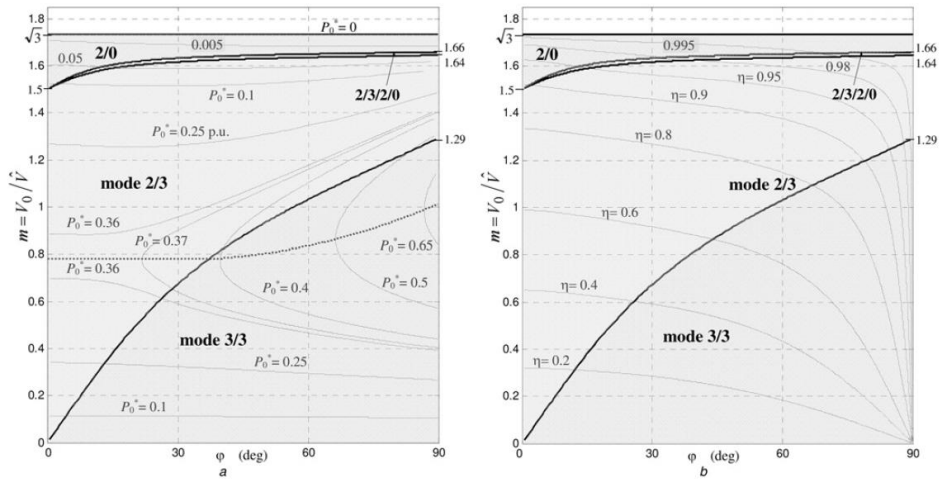 1.8
P₀*= 0
√3
0.005
2/0
0.05
1.66
1.6
1.64
1.5
P₀*= 0.1
2/3/2/0
1.4
P₀*= 0.25 p.u.
1.29
1.2
mode 2/3
m = V₀ / V̂
1
P₀*= 0.36
P₀*= 0.37
P₀*= 0.65
0.8
P₀*= 0.36
P₀*= 0.5
P₀*= 0.4
0.6
mode 3/3
0.4
P₀*= 0.25
0.2
P₀*= 0.1
0
0
30
60
90
φ (deg)
a
1.8
√3
0.995
2/0
1.66
1.6
0.98
1.64
η= 0.95
1.5
η= 0.9
2/3/2/0
1.4
η= 0.8
1.29
1.2
mode 2/3
m = V₀ / V̂
1
η= 0.6
0.8
η= 0.4
0.6
mode 3/3
0.4
η= 0.2
0.2
0
0
30
60
90
φ (deg)
b